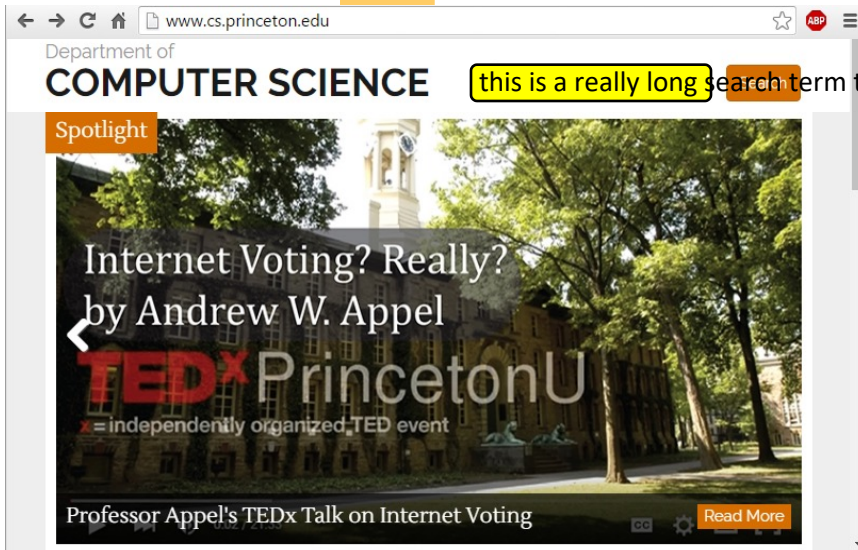 www.cs.princeton.edu
ABP
Department of
COMPUTER SCIENCE
this is a really long search term t
Search
Spotlight
Internet Voting? Really?
by Andrew W. Appel
TEDx PrincetonU
x = independently organized TED event
Professor Appel's TEDx Talk on Internet Voting
CC
Read More